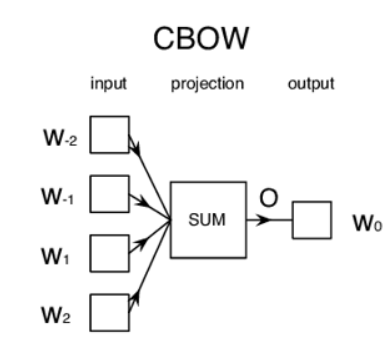 CBOW
input projection output
W-2
W-1
W1
W2
SUM
O
W0